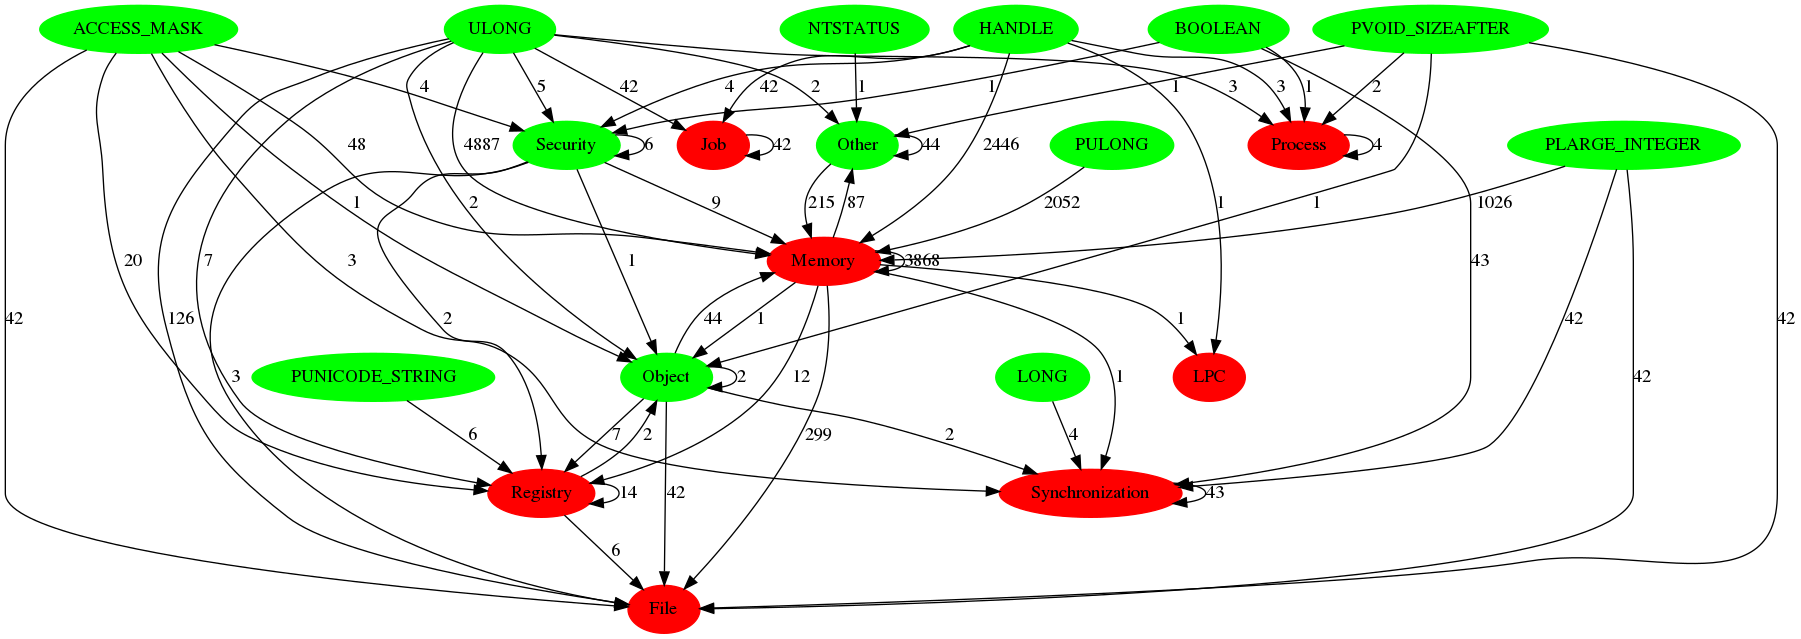 ACCESS_MASK ULONG NTSTATUS HANDLE BOOLEAN PVOID_SIZEAFTER
4 5 42 2 4 42 1 1 3 3 1 2 1
Security Job Other PULONG Process PLARGE_INTEGER
6 42 44 4
48 4887 2446
4
2 1 9 215 87 2052 1 1 1026
Memory
20 7 3 1 3868 43
42 126 2 44 1 1 42 42
PUNICODE_STRING Object LONG LPC
3 2 12 1 42
6 7 2 299 2 4
Registry Synchronization
14 42 43
6
File